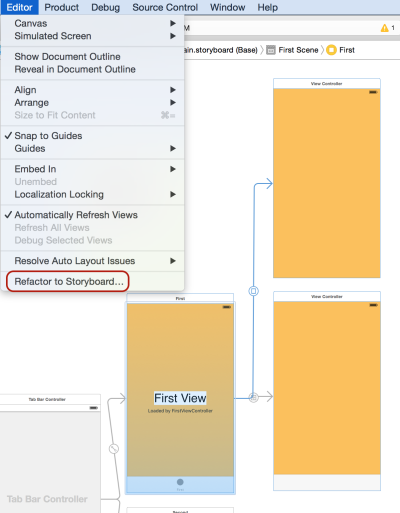 Editor Product Debug Source Control Window Help
Canvas
Simulated Screen
M
1
Show Document Outline
ain.storyboard (Base) First Scene First
Reveal in Document Outline
Align
Arrange
Size to Fit Content
View Controller
Snap to Guides
Guides
Embed In
Unembed
Localization Locking
Automatically Refresh Views
Refresh All Views
Debug Selected Views
Resolve Auto Layout Issues
Refactor to Storyboard...
First
View Controller
First View
Loaded by FirstViewController
Tab Bar Controller
First
Tab Bar Controller
Second